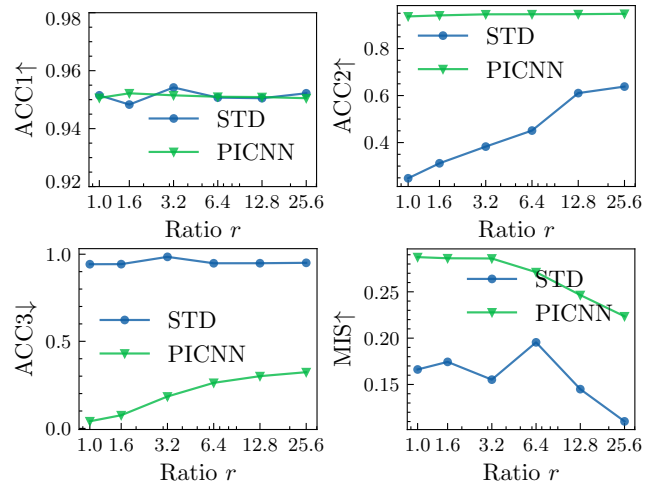 0.98
0.96
0.94
0.92
ACC1↑
STD
PICNN
1.0 1.6 3.2 6.4 12.8 25.6
Ratio r
0.8
0.6
0.4
ACC2↑
STD
PICNN
1.0 1.6 3.2 6.4 12.8 25.6
Ratio r
1.0
0.5
0.0
ACC3↓
STD
PICNN
1.0 1.6 3.2 6.4 12.8 25.6
Ratio r
0.25
0.15
MIS↑
STD
PICNN
1.0 1.6 3.2 6.4 12.8 25.6
Ratio r